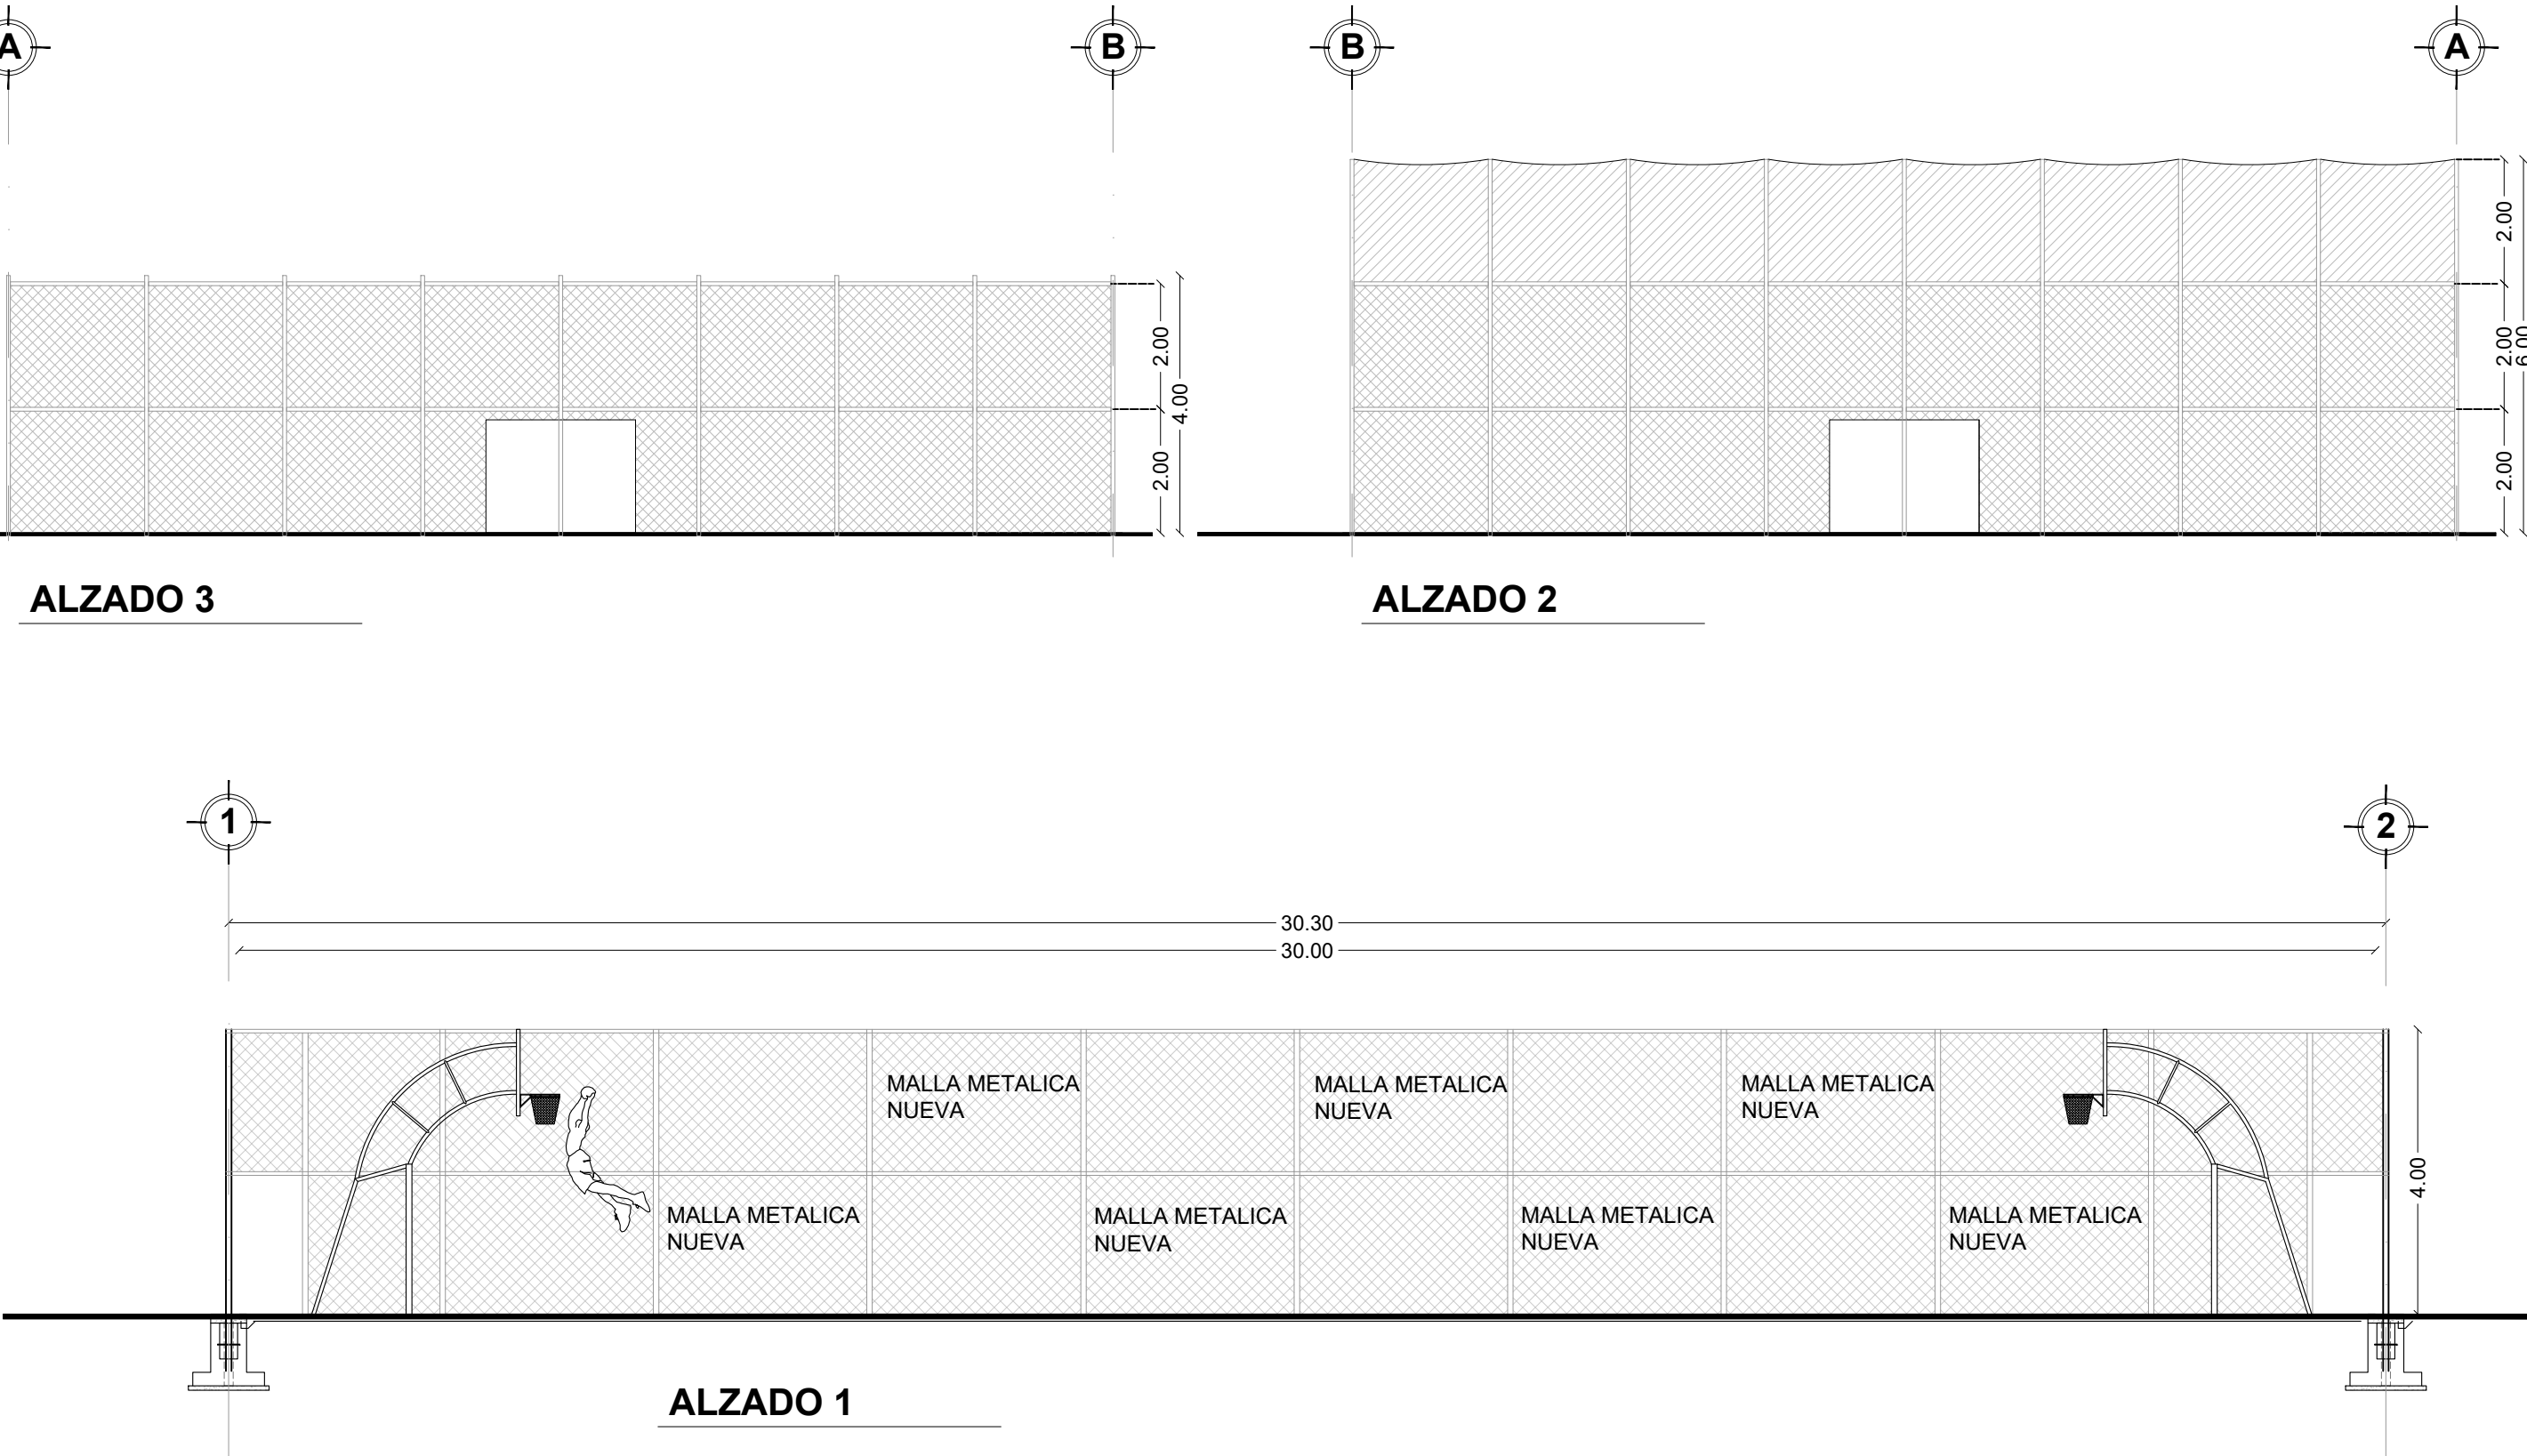 A
B
B
A
2.00
2.00
4.00
2.00
2.00
6.00
2.00
ALZADO 3
ALZADO 2
1
2
30.30
30.00
MALLA METALICA
NUEVA
MALLA METALICA
NUEVA
MALLA METALICA
NUEVA
4.00
MALLA METALICA
NUEVA
MALLA METALICA
NUEVA
MALLA METALICA
NUEVA
MALLA METALICA
NUEVA
ALZADO 1